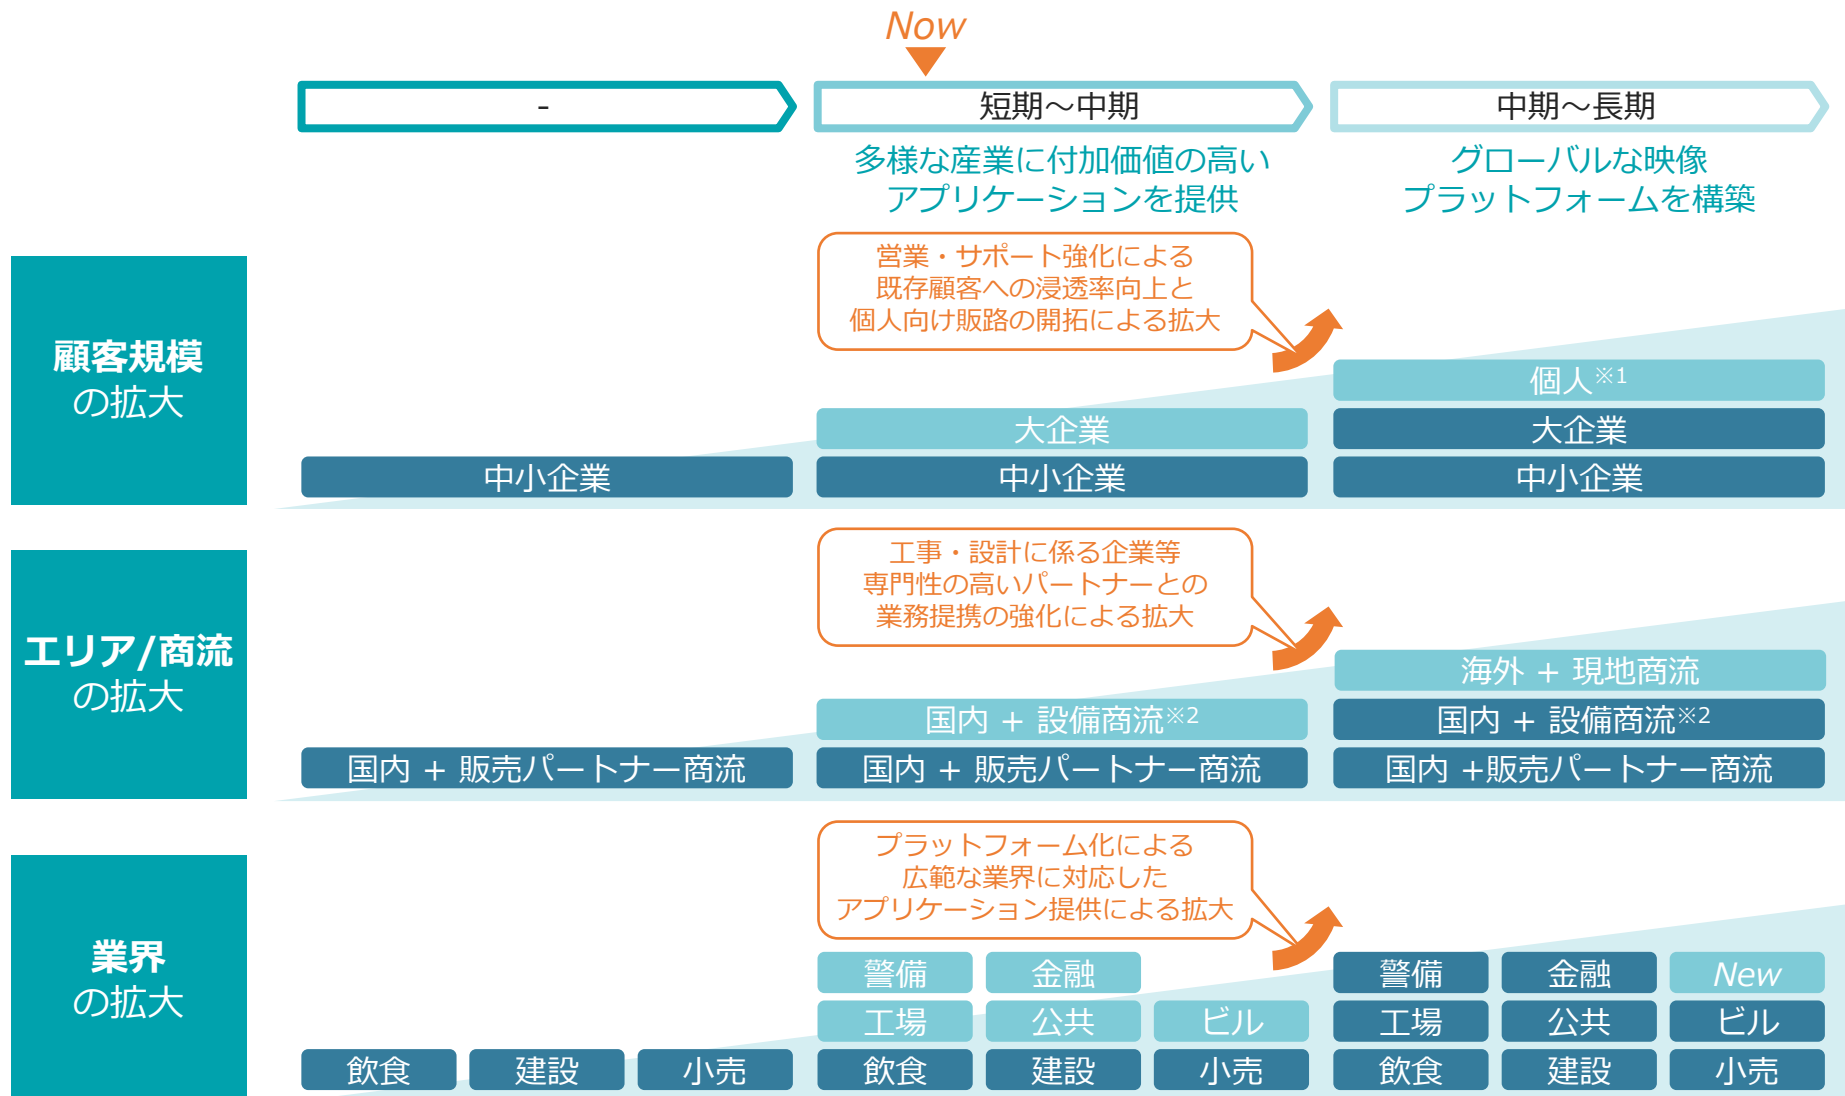 Now
-
短期～中期
中期～長期
多様な産業に付加価値の高い
アプリケーションを提供
グローバルな映像
プラットフォームを構築
顧客規模
の拡大
営業・サポート強化による
既存顧客への浸透率向上と
個人向け販路の開拓による拡大
個人※1
大企業
大企業
中小企業
中小企業
中小企業
エリア/商流
の拡大
工事・設計に係る企業等
専門性の高いパートナーとの
業務提携の強化による拡大
海外 + 現地商流
国内 + 設備商流※2
国内 + 設備商流※2
国内 + 販売パートナー商流
国内 + 販売パートナー商流
国内 +販売パートナー商流
業界
の拡大
プラットフォーム化による
広範な業界に対応した
アプリケーション提供による拡大
警備 金融
警備 金融 New
工場 公共 ビル
工場 公共 ビル
飲食 建設 小売
飲食 建設 小売
飲食 建設 小売